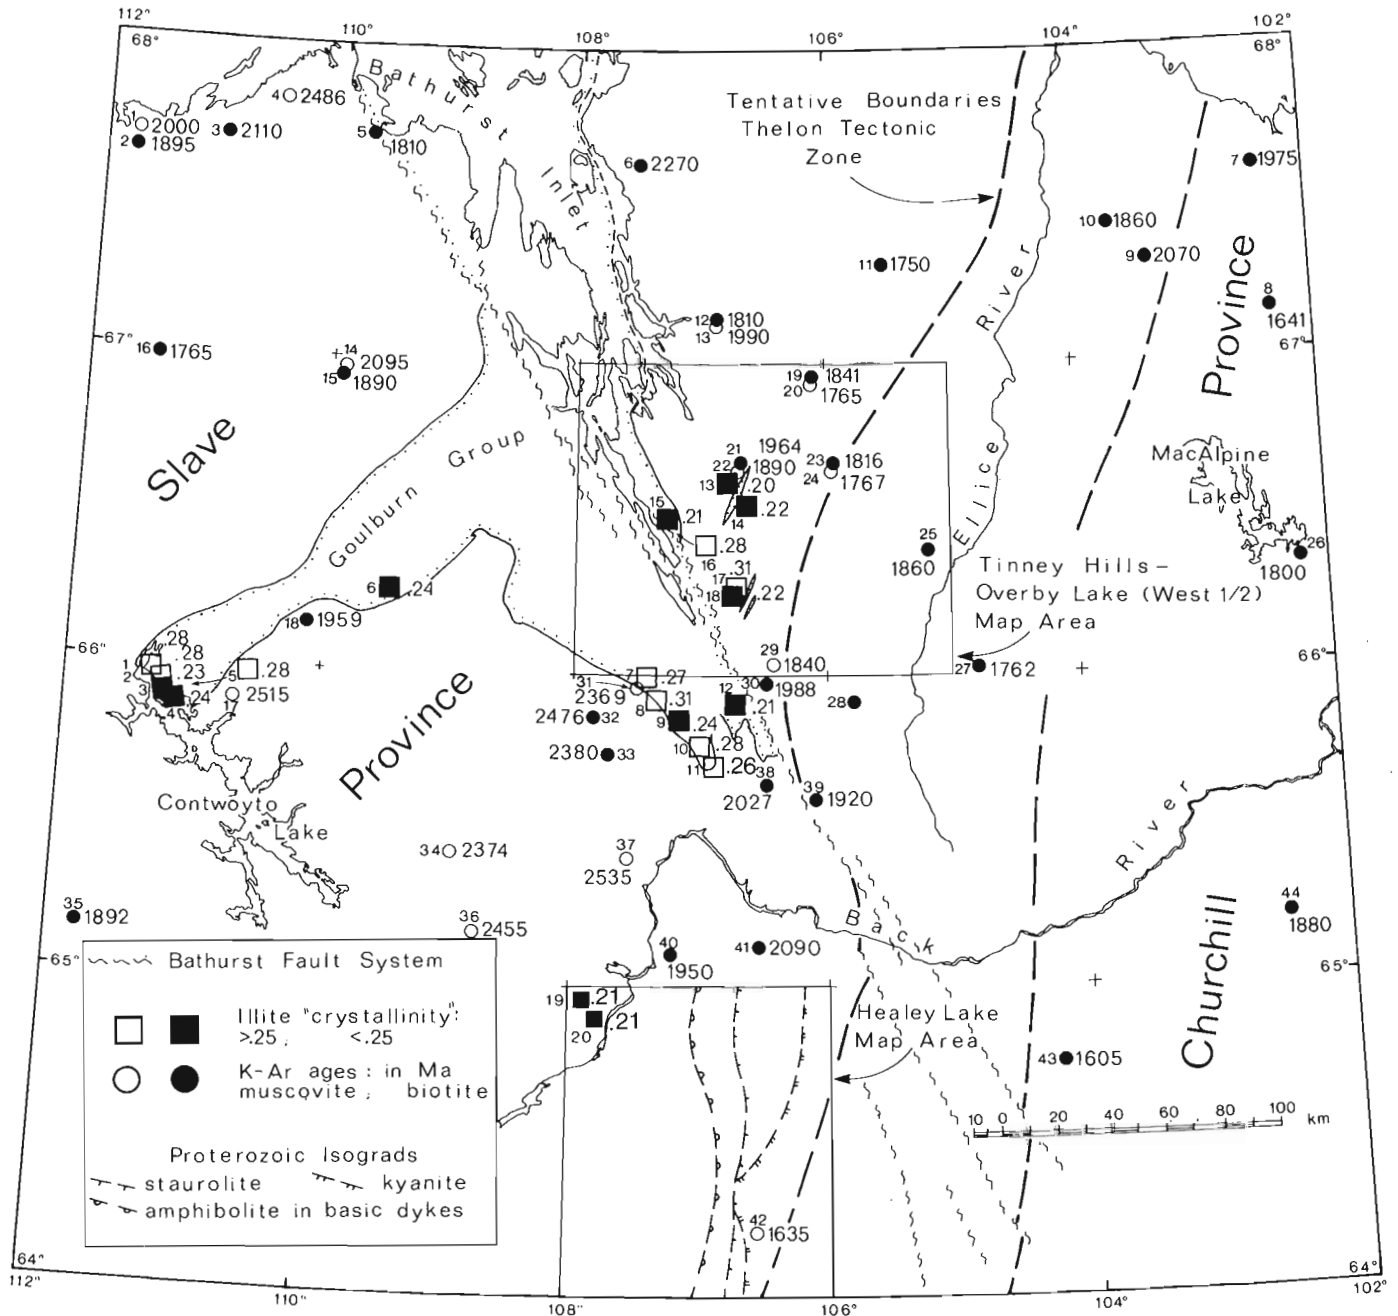 112° 110° 108° 106° 104° 102°
68° 68°
Bathurst Inlet
4 2486
1 2000
2 1895
3 2110
5 1810
6 2270
Tentative Boundaries
Thelon Tectonic
Zone
7 1975
10 1860
9 2070
11 1750
8
1641
Ellice River
Province
12 1810
13 1990
67° 67°
16 1765
14 2095
15 1890
19 1841
20 1765
Slave
Goulburn Group
21 1964
22 1890
13 .20
.22
14
23 1816
24 1767
MacAlpine
Lake
15 .21
.28
16
25
1860
26
1800
17 .31
18 .22
Tinney Hills –
Overby Lake (West 1/2)
Map Area
6 .24
18 1959
66° 66°
1 .28
2 .28
3 .23
4 .24
5 .28
17 2515
29
1840
27 1762
7 .27
31
2369
30 1988
28
8 .31
12 .21
2476 32
9 .24
10 .28
11 .26
2380 33
38
2027
39
1920
Province
Contwoyto
Lake
34 2374
37
2535
Back River
35
1892
36
2455
44
1880
Churchill
40
1950
41 2090
65° 65°
19 .21
20 .21
Healey Lake
Map Area
43 1605
42
1635
10 0 20 40 60 80 100 km
Bathurst Fault System
Illite "crystallinity":
>.25 ; <.25
K-Ar ages : in Ma
muscovite ; biotite
Proterozoic Isograds
staurolite kyanite
amphibolite in basic dykes
64° 64°
112° 110° 108° 106° 104° 102°